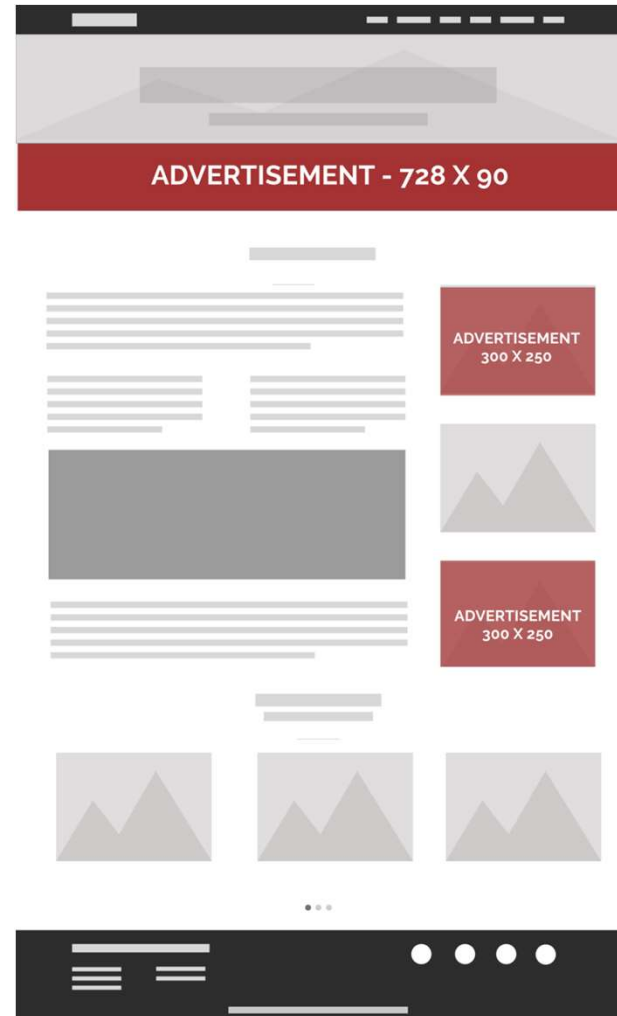 ADVERTISEMENT - 728 X 90
ADVERTISEMENT
300 X 250
ADVERTISEMENT
300 X 250